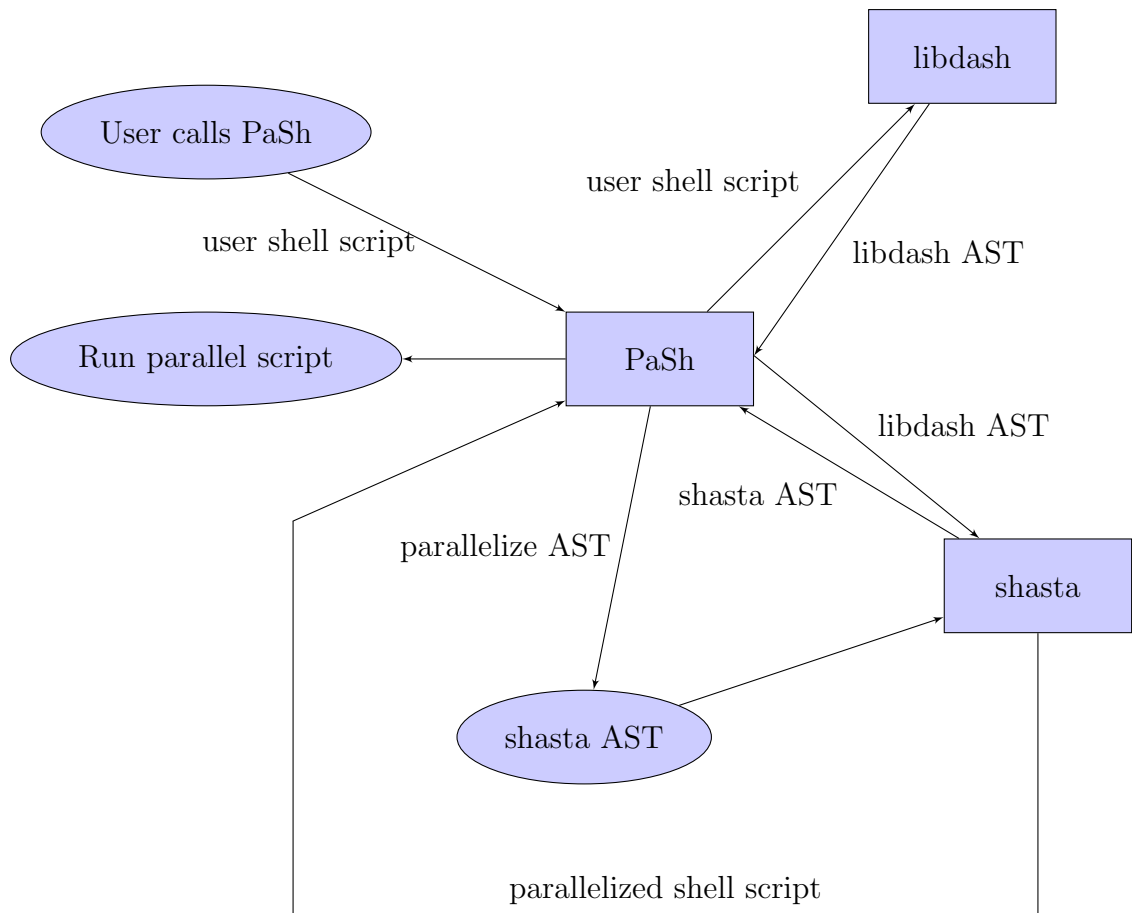 libdash
User calls PaSh
user shell script
user shell script
libdash AST
Run parallel script
PaSh
libdash AST
shasta AST
parallelize AST
shasta
shasta AST
parallelized shell script